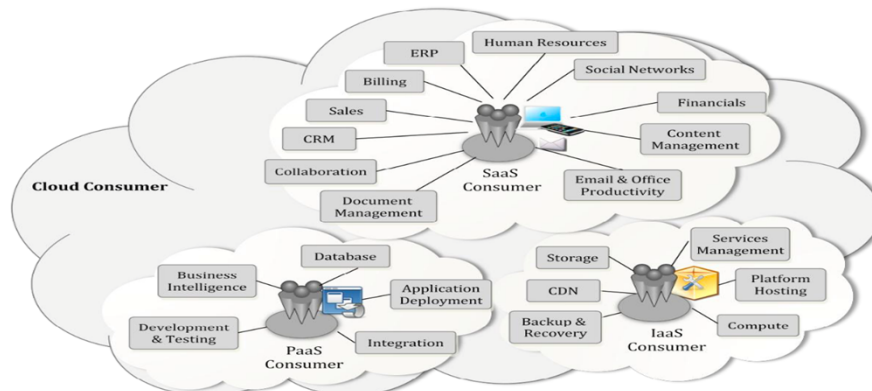 Human Resources
ERP
Social Networks
Billing
Financials
Sales
CRM
Content
Management
Collaboration
SaaS
Consumer
Email & Office
Productivity
Document
Management
Cloud Consumer
Database
Business
Intelligence
Application
Deployment
Development
& Testing
Integration
PaaS
Consumer
Services
Management
Storage
Platform
Hosting
CDN
Backup &
Recovery
Compute
IaaS
Consumer